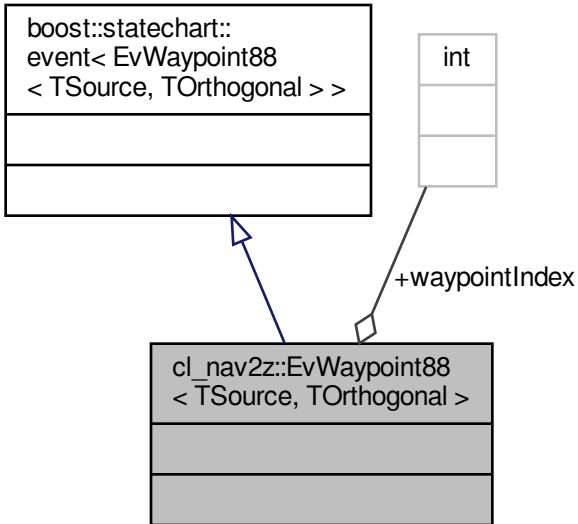 boost::statechart::
event< EvWaypoint88
< TSource, TOrthogonal > >
int
+waypointIndex
cl_nav2z::EvWaypoint88
< TSource, TOrthogonal >